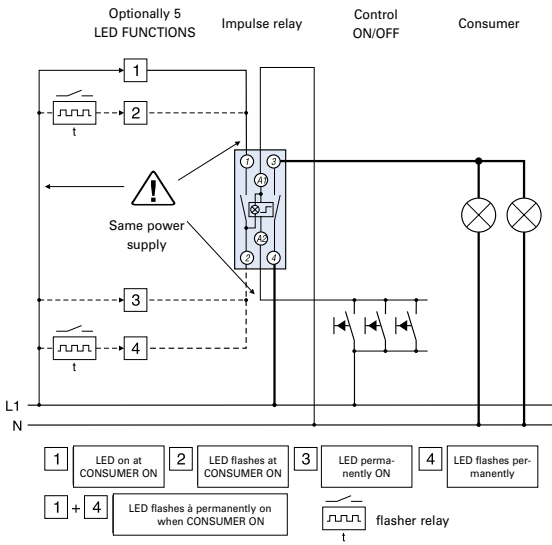 Optionally 5
LED FUNCTIONS
Impulse relay
Control
ON/OFF
Consumer
1
2
t
1
3
A1
A2
2
4
Same power
supply
3
4
t
L1
N
1
LED on at
CONSUMER ON
2
LED flashes at
CONSUMER ON
3
LED perma-
nently ON
4
LED flashes per-
manently
1 + 4
LED flashes à permanently on
when CONSUMER ON
t
flasher relay